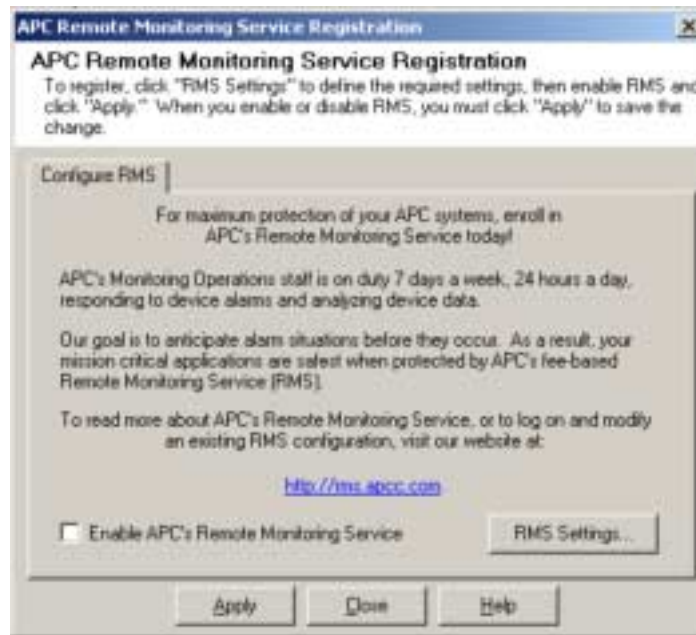 APC Remote Monitoring Service Registration
APC Remote Monitoring Service Registration
To register, click "RMS Settings" to define the required settings, then enable RMS and
click "Apply." When you enable or disable RMS, you must click "Apply" to save the
change.
Configure RMS
For maximum protection of your APC systems, enroll in
APC's Remote Monitoring Service today!
APC's Monitoring Operations staff is on duty 7 days a week, 24 hours a day,
responding to device alarms and analyzing device data.
Our goal is to anticipate alarm situations before they occur. As a result, your
mission critical applications are safest when protected by APC's fee-based
Remote Monitoring Service (RMS).
To read more about APC's Remote Monitoring Service, or to log on and modify
an existing RMS configuration, visit our website at:
http://rms.apcc.com
Enable APC's Remote Monitoring Service
RMS Settings...
Apply
Close
Help